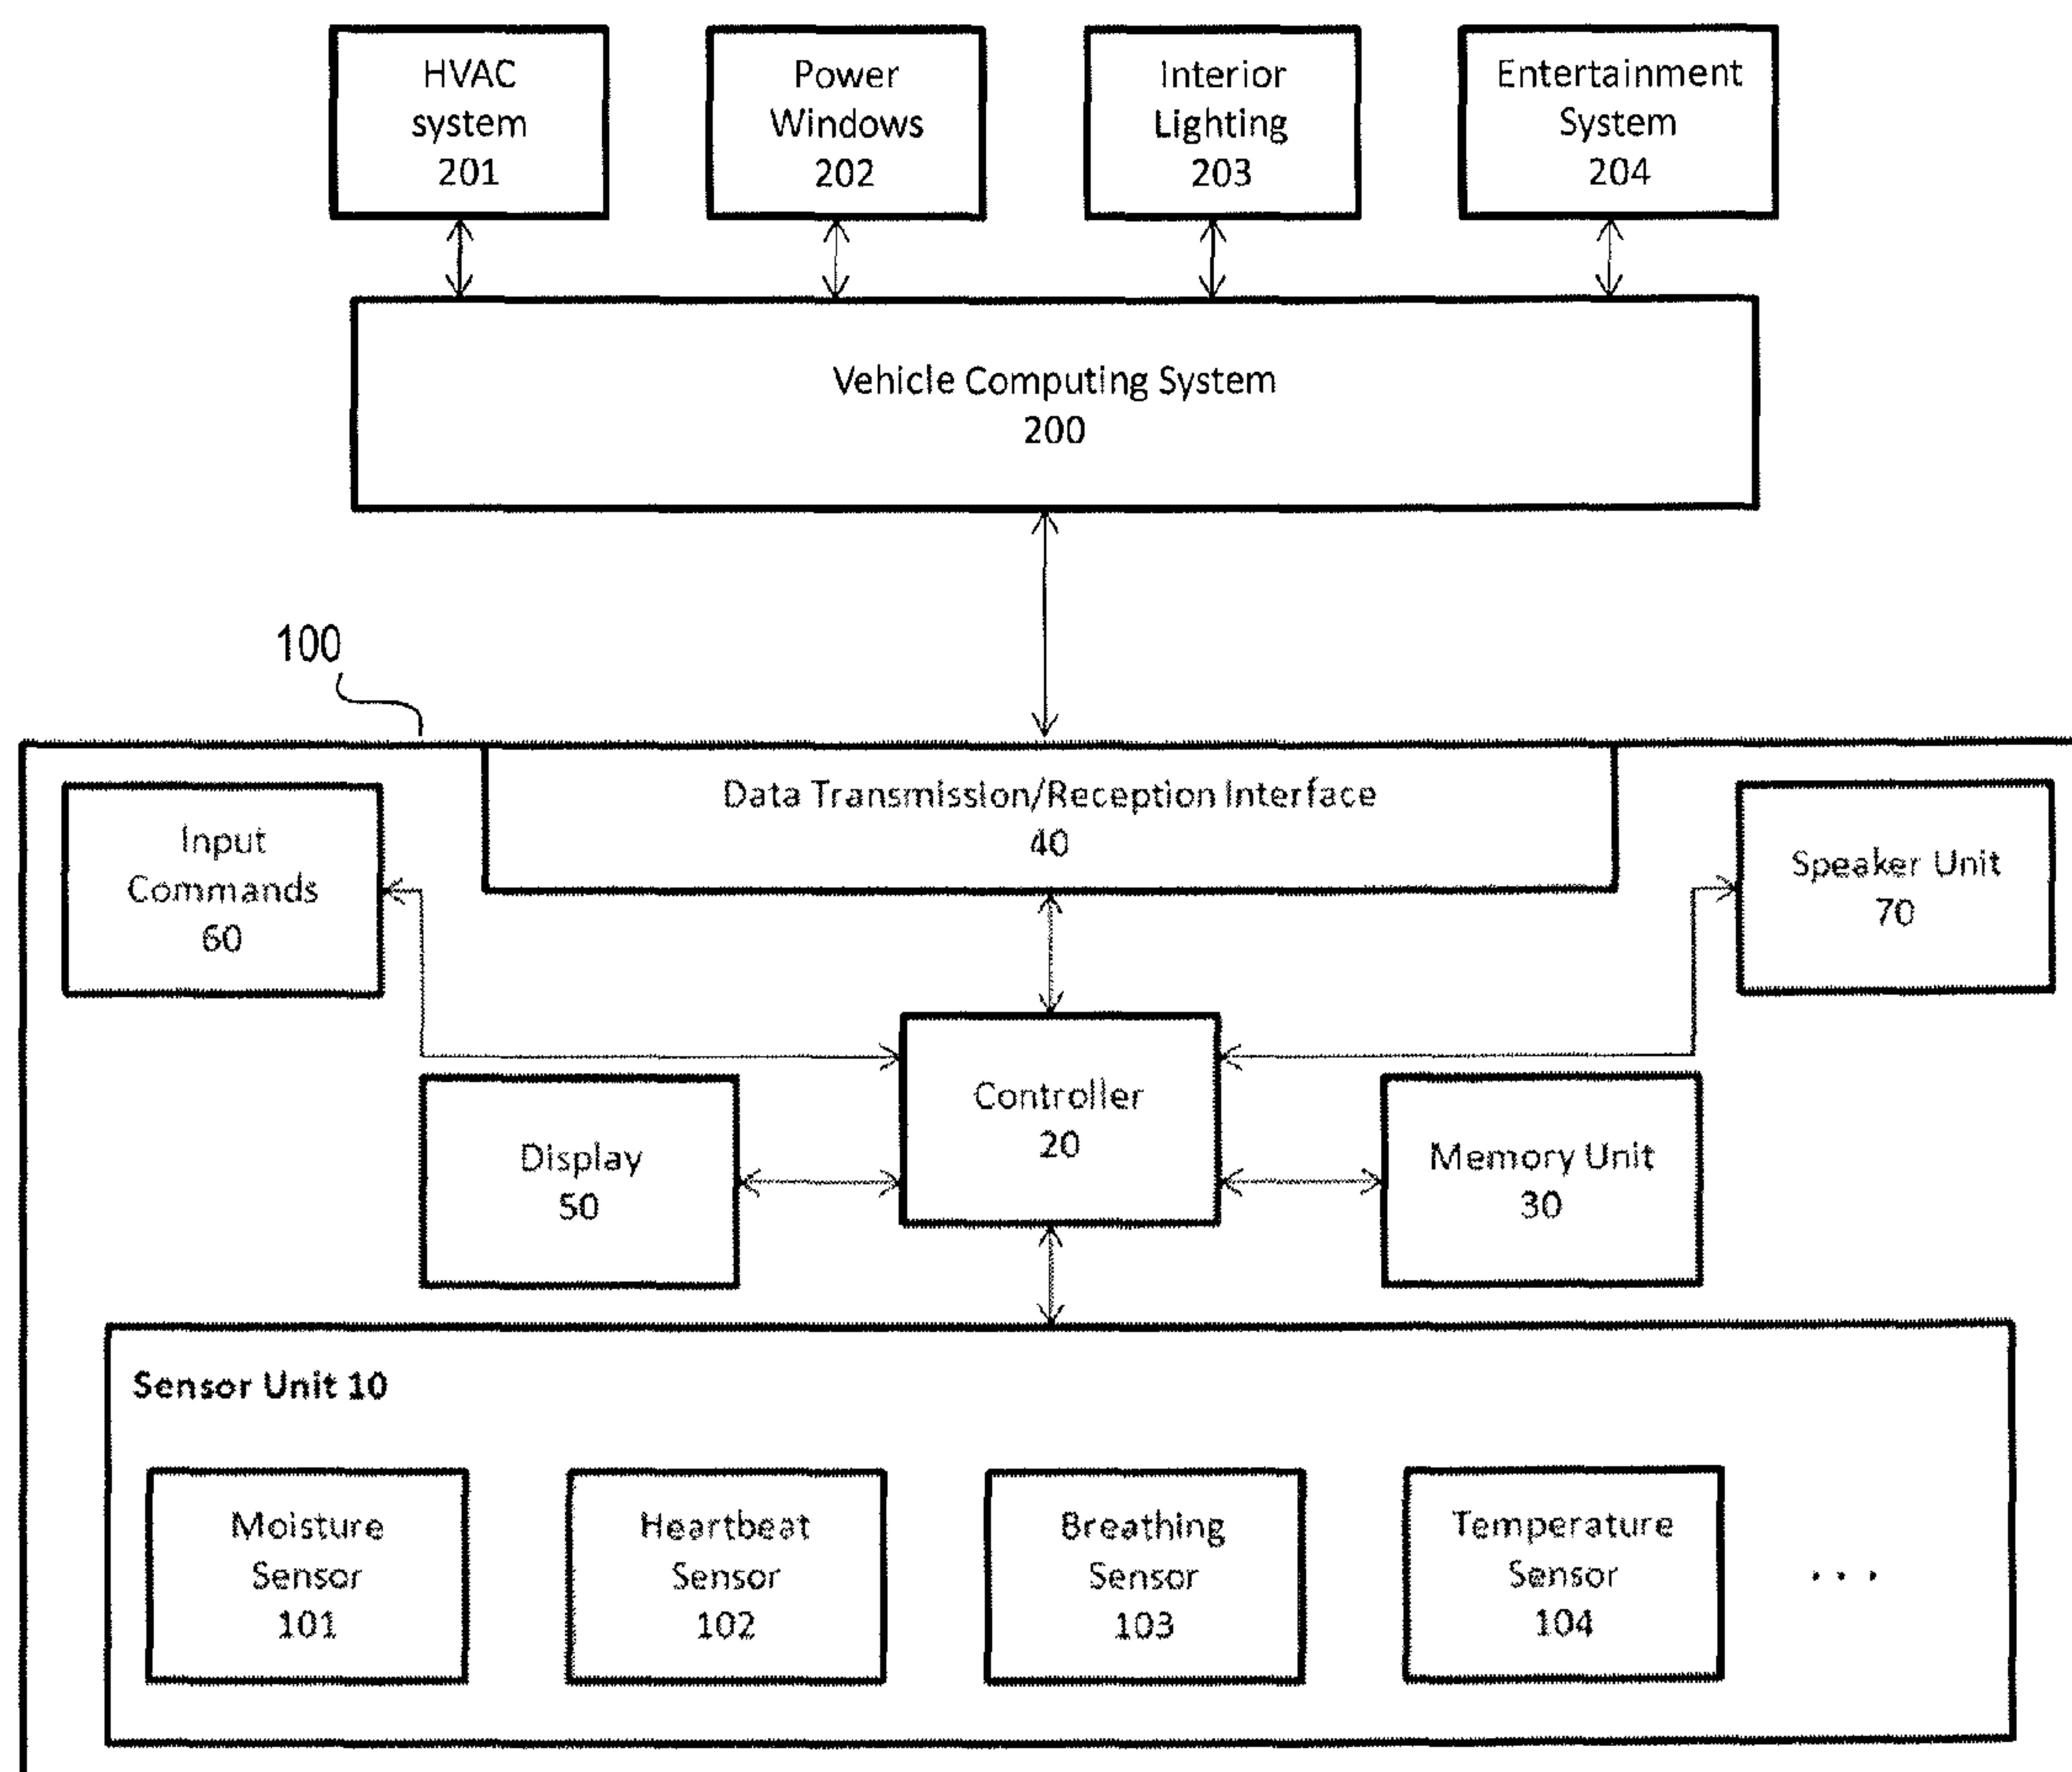 HVAC
system
201
Power
Windows
202
Interior
Lighting
203
Entertainment
System
204
Vehicle Computing System
200
100
Data Transmission/Reception Interface
40
Input
Commands
60
Speaker Unit
70
Controller
20
Display
50
Memory Unit
30
Sensor Unit 10
Moisture
Sensor
101
Heartbeat
Sensor
102
Breathing
Sensor
103
Temperature
Sensor
104
...